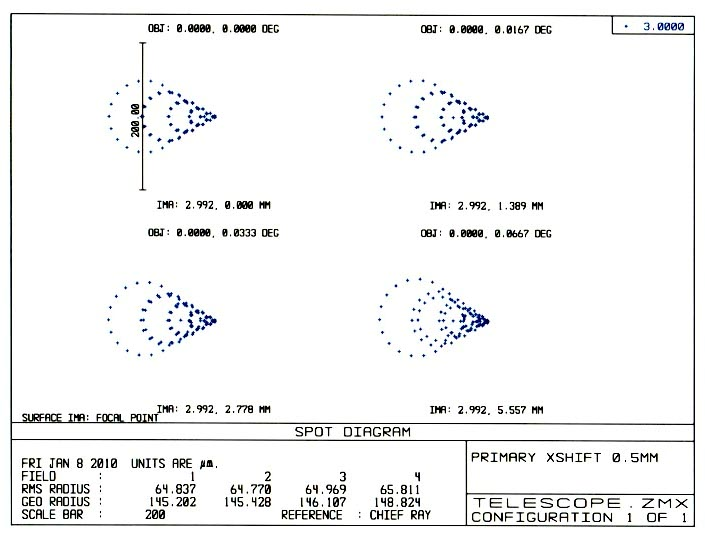 OBJ: 0.0000, 0.0000 DEG
OBJ: 0.0000, 0.0167 DEG
3.0000
200.00
IMA: 2.992, 0.000 MM
IMA: 2.992, 1.389 MM
OBJ: 0.0000, 0.0333 DEG
OBJ: 0.0000, 0.0667 DEG
IMA: 2.992, 2.778 MM
IMA: 2.992, 5.557 MM
SURFACE IMA: FOCAL POINT
SPOT DIAGRAM
FRI JAN 8 2010 UNITS ARE µm.
FIELD : 1 2 3 4
RMS RADIUS : 64.837 64.770 64.969 65.811
GEO RADIUS : 145.202 145.428 146.107 148.824
SCALE BAR : 200 REFERENCE : CHIEF RAY
PRIMARY XSHIFT 0.5MM
TELESCOPE.ZMX
CONFIGURATION 1 OF 1